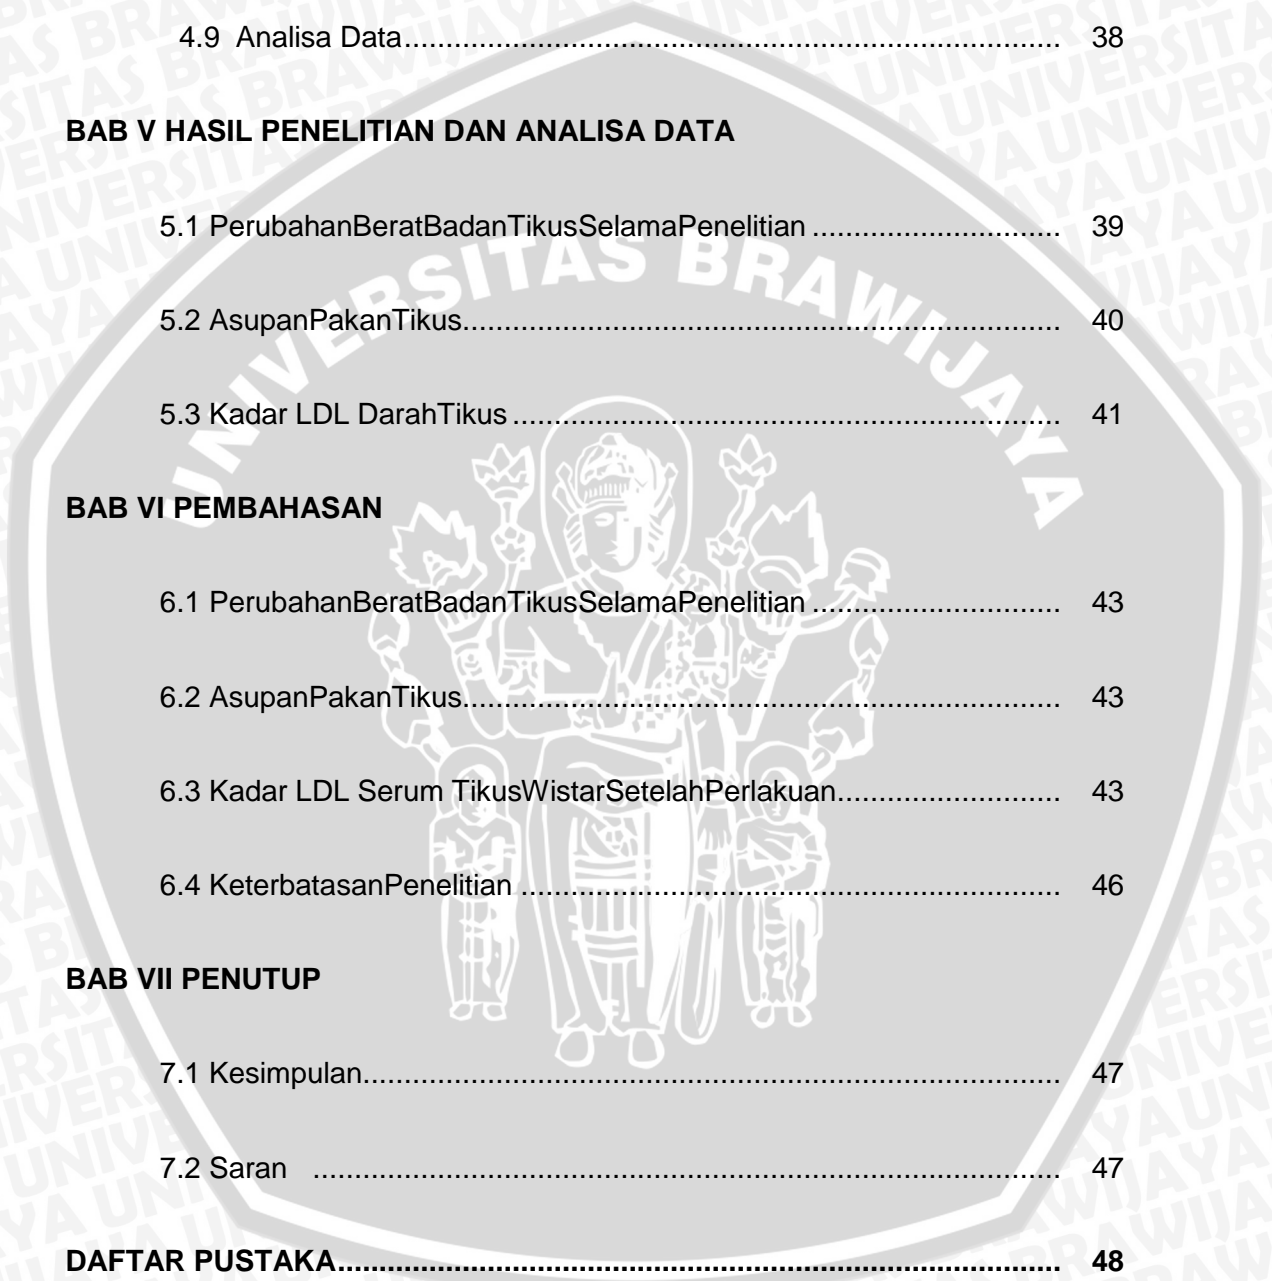 4.9 Analisa Data............................................................................. 38
BAB V HASIL PENELITIAN DAN ANALISA DATA
5.1 PerubahanBeratBadanTikusSelamaPenelitian ............................. 39
5.2 AsupanPakanTikus...................................................................... 40
5.3 Kadar LDL DarahTikus ................................................................ 41
UNIVERSITAS BRAWIJAYA
BAB VI PEMBAHASAN
6.1 PerubahanBeratBadanTikusSelamaPenelitian ............................. 43
6.2 AsupanPakanTikus...................................................................... 43
6.3 Kadar LDL Serum TikusWistarSetelahPerlakuan.......................... 43
6.4 KeterbatasanPenelitian ............................................................... 46
BAB VII PENUTUP
7.1 Kesimpulan.................................................................................. 47
7.2 Saran ........................................................................................ 47
DAFTAR PUSTAKA...................................................................................... 48